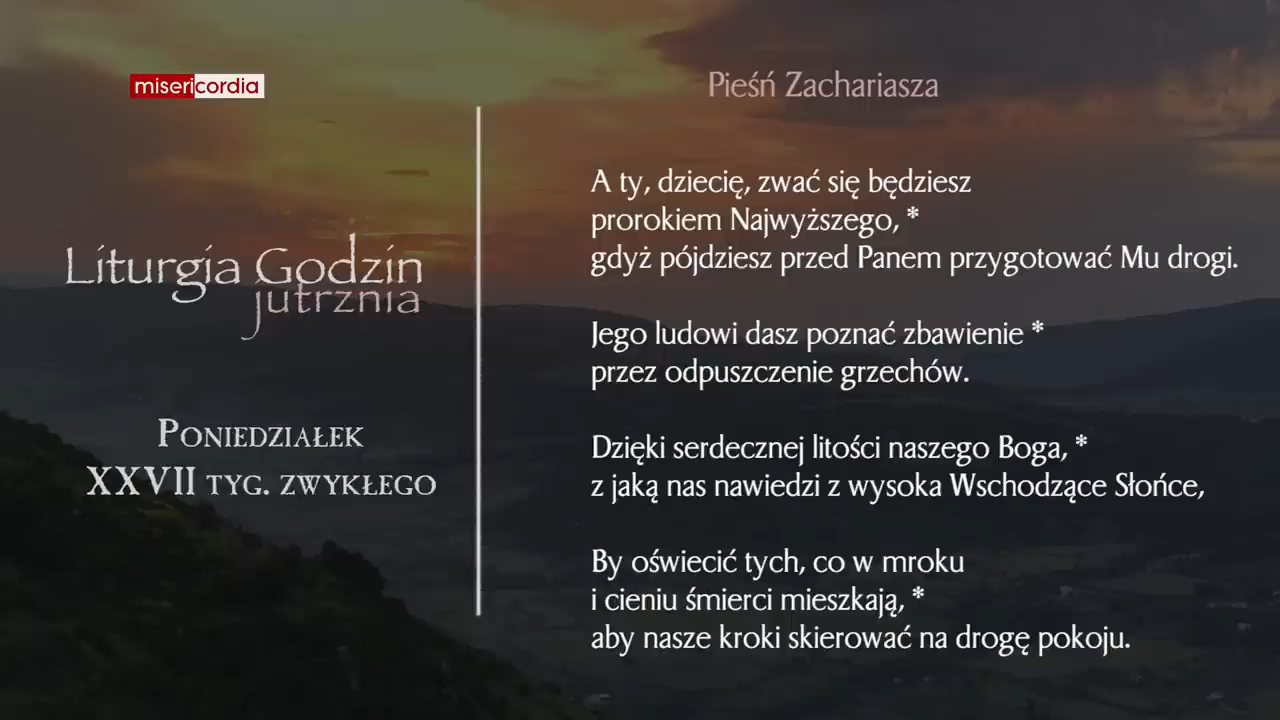 misericordia
Liturgia Godzin
jutrznia
Poniedziałek
XXVII tyg. zwykłego
Pieśń Zachariasza
A ty, dziecię, zwać się będziesz
prorokiem Najwyższego, *
gdyż pójdziesz przed Panem przygotować Mu drogi.
Jego ludowi dasz poznać zbawienie *
przez odpuszczenie grzechów.
Dzięki serdecznej litości naszego Boga, *
z jaką nas nawiedzi z wysoka Wschodzące Słońce,
By oświecić tych, co w mroku
i cieniu śmierci mieszkają, *
aby nasze kroki skierować na drogę pokoju.